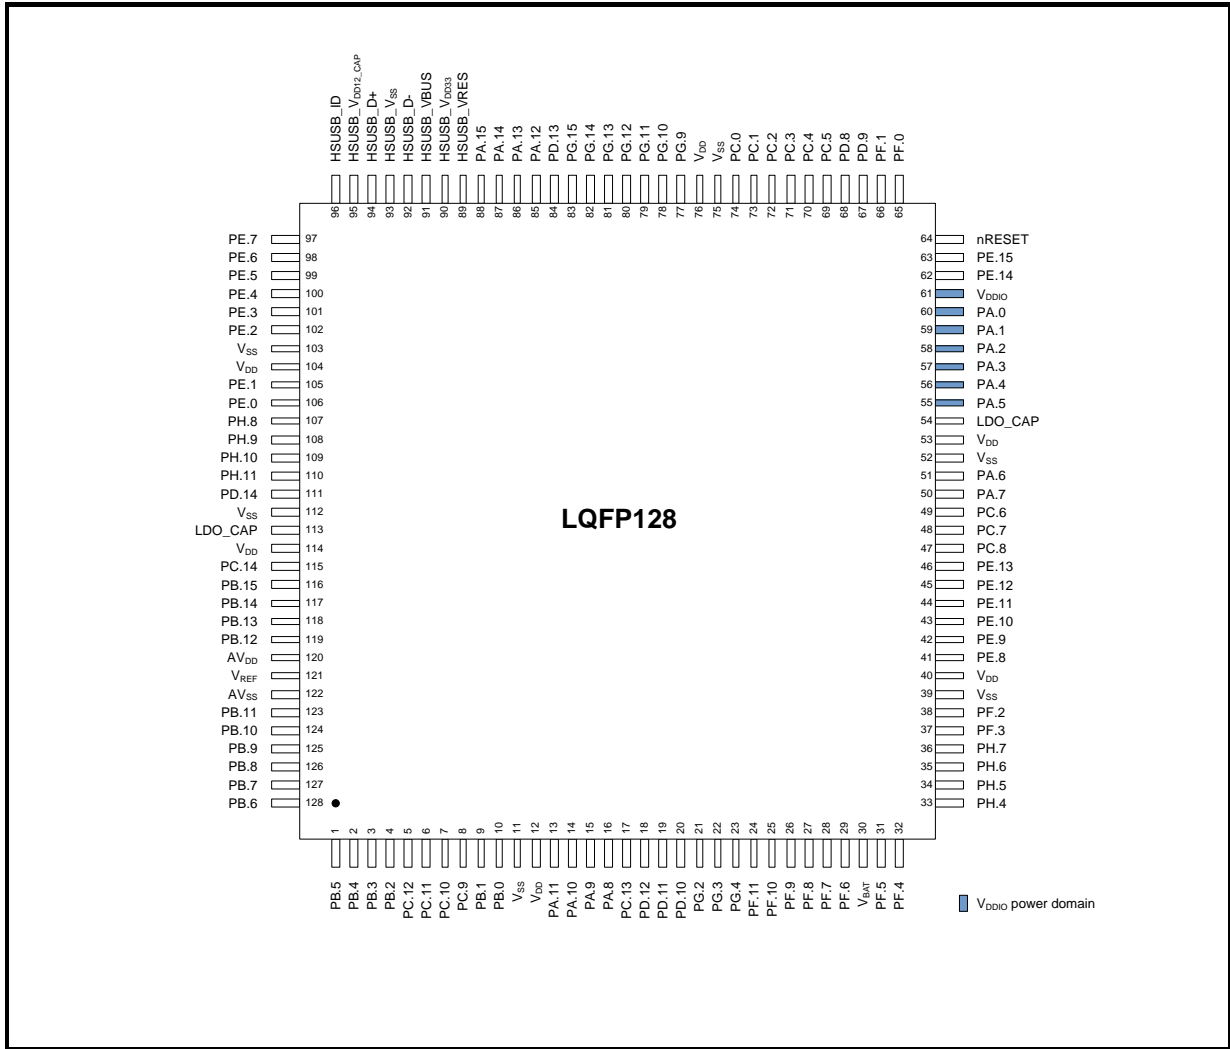 HSUSB_ID
HSUSB_VDD12_CAP
HSUSB_D+
HSUSB_VSS
HSUSB_D-
HSUSB_VBUS
HSUSB_VDD33
HSUSB_VRES
PA.15
PA.14
PA.13
PA.12
PD.13
PG.15
PG.14
PG.13
PG.12
PG.11
PG.10
PG.9
VDD
VSS
PC.0
PC.1
PC.2
PC.3
PC.4
PC.5
PD.8
PD.9
PF.1
PF.0
96 95 94 93 92 91 90 89 88 87 86 85 84 83 82 81 80 79 78 77 76 75 74 73 72 71 70 69 68 67 66 65
PE.7 97
PE.6 98
PE.5 99
PE.4 100
PE.3 101
PE.2 102
VSS 103
VDD 104
PE.1 105
PE.0 106
PH.8 107
PH.9 108
PH.10 109
PH.11 110
PD.14 111
VSS 112
LDO_CAP 113
VDD 114
PC.14 115
PB.15 116
PB.14 117
PB.13 118
PB.12 119
AVDD 120
VREF 121
AVSS 122
PB.11 123
PB.10 124
PB.9 125
PB.8 126
PB.7 127
PB.6 128
LQFP128
64 nRESET
63 PE.15
62 PE.14
61 VDDIO
60 PA.0
59 PA.1
58 PA.2
57 PA.3
56 PA.4
55 PA.5
54 LDO_CAP
53 VDD
52 VSS
51 PA.6
50 PA.7
49 PC.6
48 PC.7
47 PC.8
46 PE.13
45 PE.12
44 PE.11
43 PE.10
42 PE.9
41 PE.8
40 VDD
39 VSS
38 PF.2
37 PF.3
36 PH.7
35 PH.6
34 PH.5
33 PH.4
1 2 3 4 5 6 7 8 9 10 11 12 13 14 15 16 17 18 19 20 21 22 23 24 25 26 27 28 29 30 31 32
PB.5
PB.4
PB.3
PB.2
PC.12
PC.11
PC.10
PC.9
PB.1
PB.0
VSS
VDD
PA.11
PA.10
PA.9
PA.8
PC.13
PD.12
PD.11
PD.10
PG.2
PG.3
PG.4
PF.11
PF.10
PF.9
PF.8
PF.7
PF.6
VBAT
PF.5
PF.4
VDDIO power domain